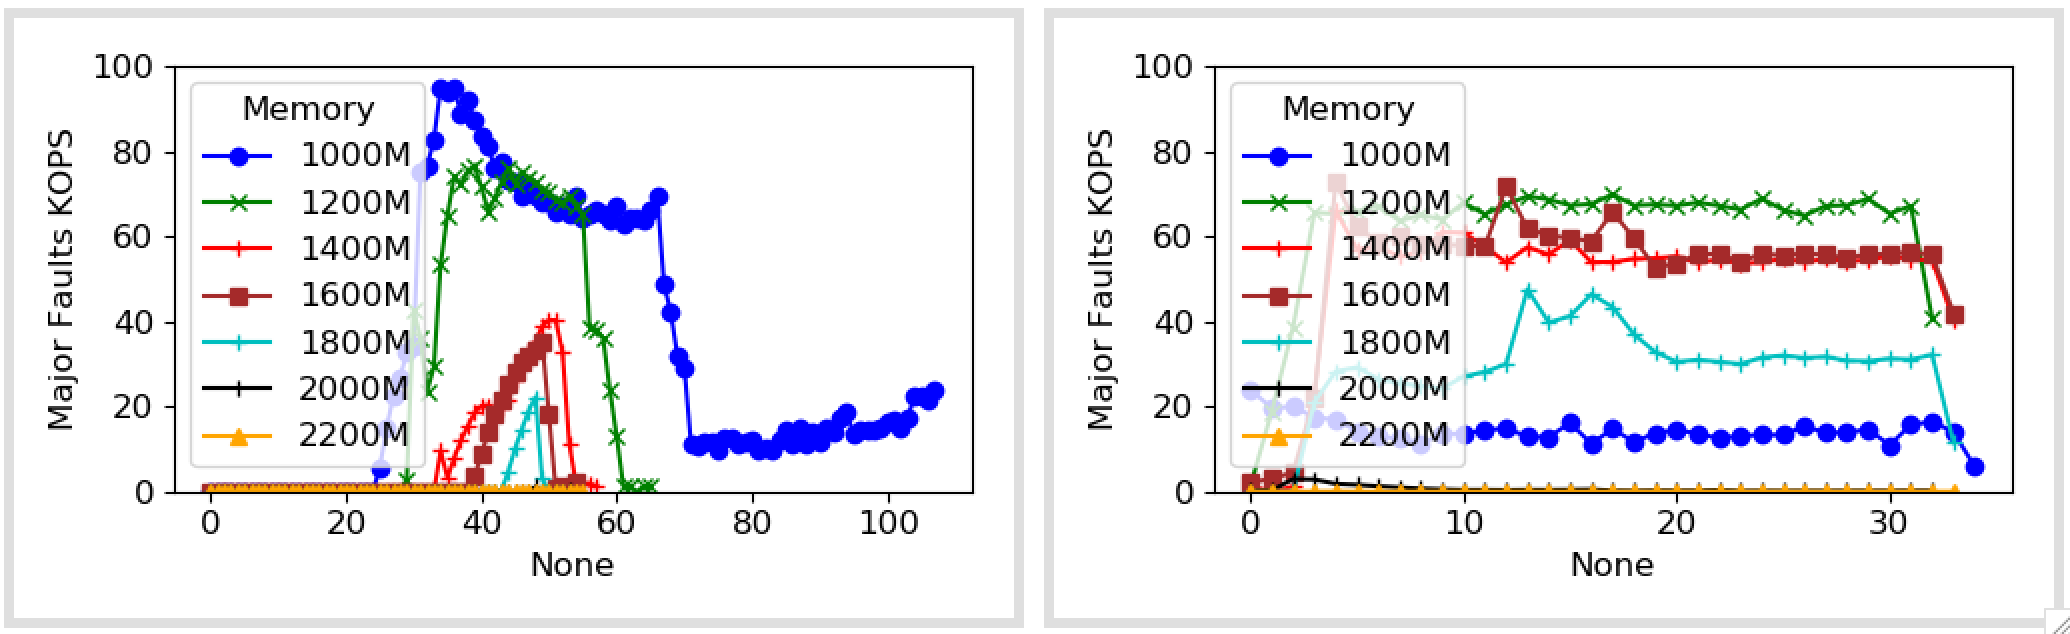 Major Faults KOPS
100
80
60
40
20
0
Memory
1000M
1200M
1400M
1600M
1800M
2000M
2200M
0 20 40 60 80 100
None
Major Faults KOPS
100
80
60
40
20
0
Memory
1000M
1200M
1400M
1600M
1800M
2000M
2200M
0 10 20 30
None